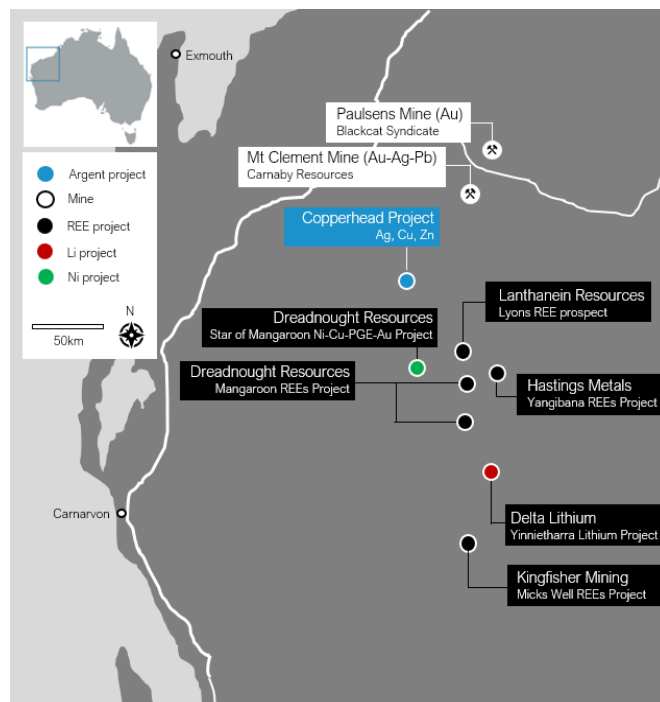 Exmouth
Paulsens Mine (Au)
Blackcat Syndicate
Mt Clement Mine (Au-Ag-Pb)
Carnaby Resources
Argent project
Mine
REE project
Li project
Ni project
N
50km
Copperhead Project
Ag, Cu, Zn
Lanthanein Resources
Lyons REE prospect
Dreadnought Resources
Star of Mangaroon Ni-Cu-PGE-Au Project
Dreadnought Resources
Mangaroon REEs Project
Hastings Metals
Yangibana REEs Project
Carnarvon
Delta Lithium
Yinnietharra Lithium Project
Kingfisher Mining
Micks Well REEs Project